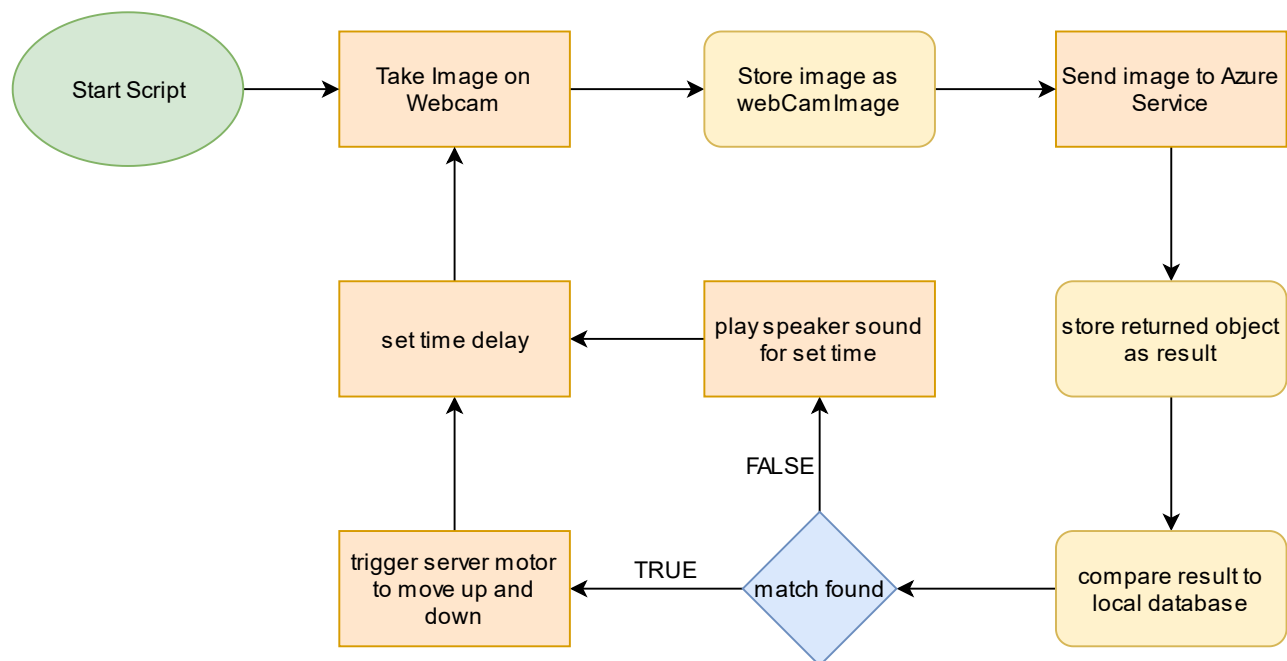 Start Script
Take Image on
Webcam
Store image as
webCamImage
Send image to Azure
Service
set time delay
play speaker sound
for set time
store returned object
as result
FALSE
trigger server motor
to move up and
down
TRUE
match found
compare result to
local database